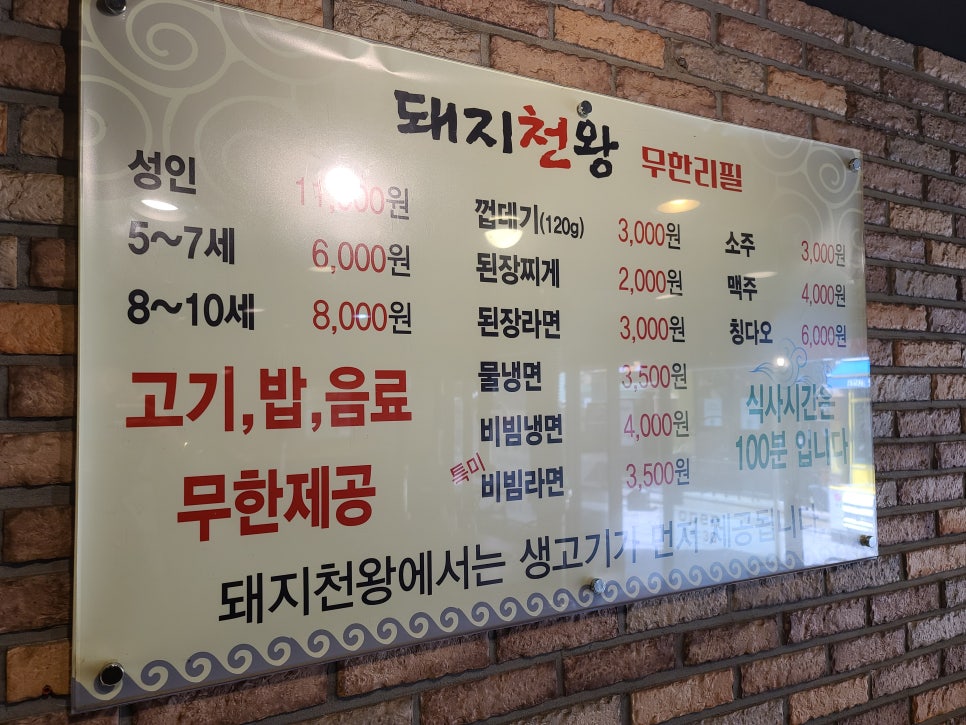 돼지천왕 무한리필
성인
5~7세 6,000원
8~10세 8,000원
고기,밥,음료
무한제공
껍데기(120g) 3,000원
된장찌게 2,000원
된장라면 3,000원
물냉면 3,500원
비빔냉면 4,000원
특미 비빔라면 3,500원
소주 3,000원
맥주 4,000원
칭다오 6,000원
식사시간은
100분 입니다
돼지천왕에서는 생고기가 먼저 제공됩니다